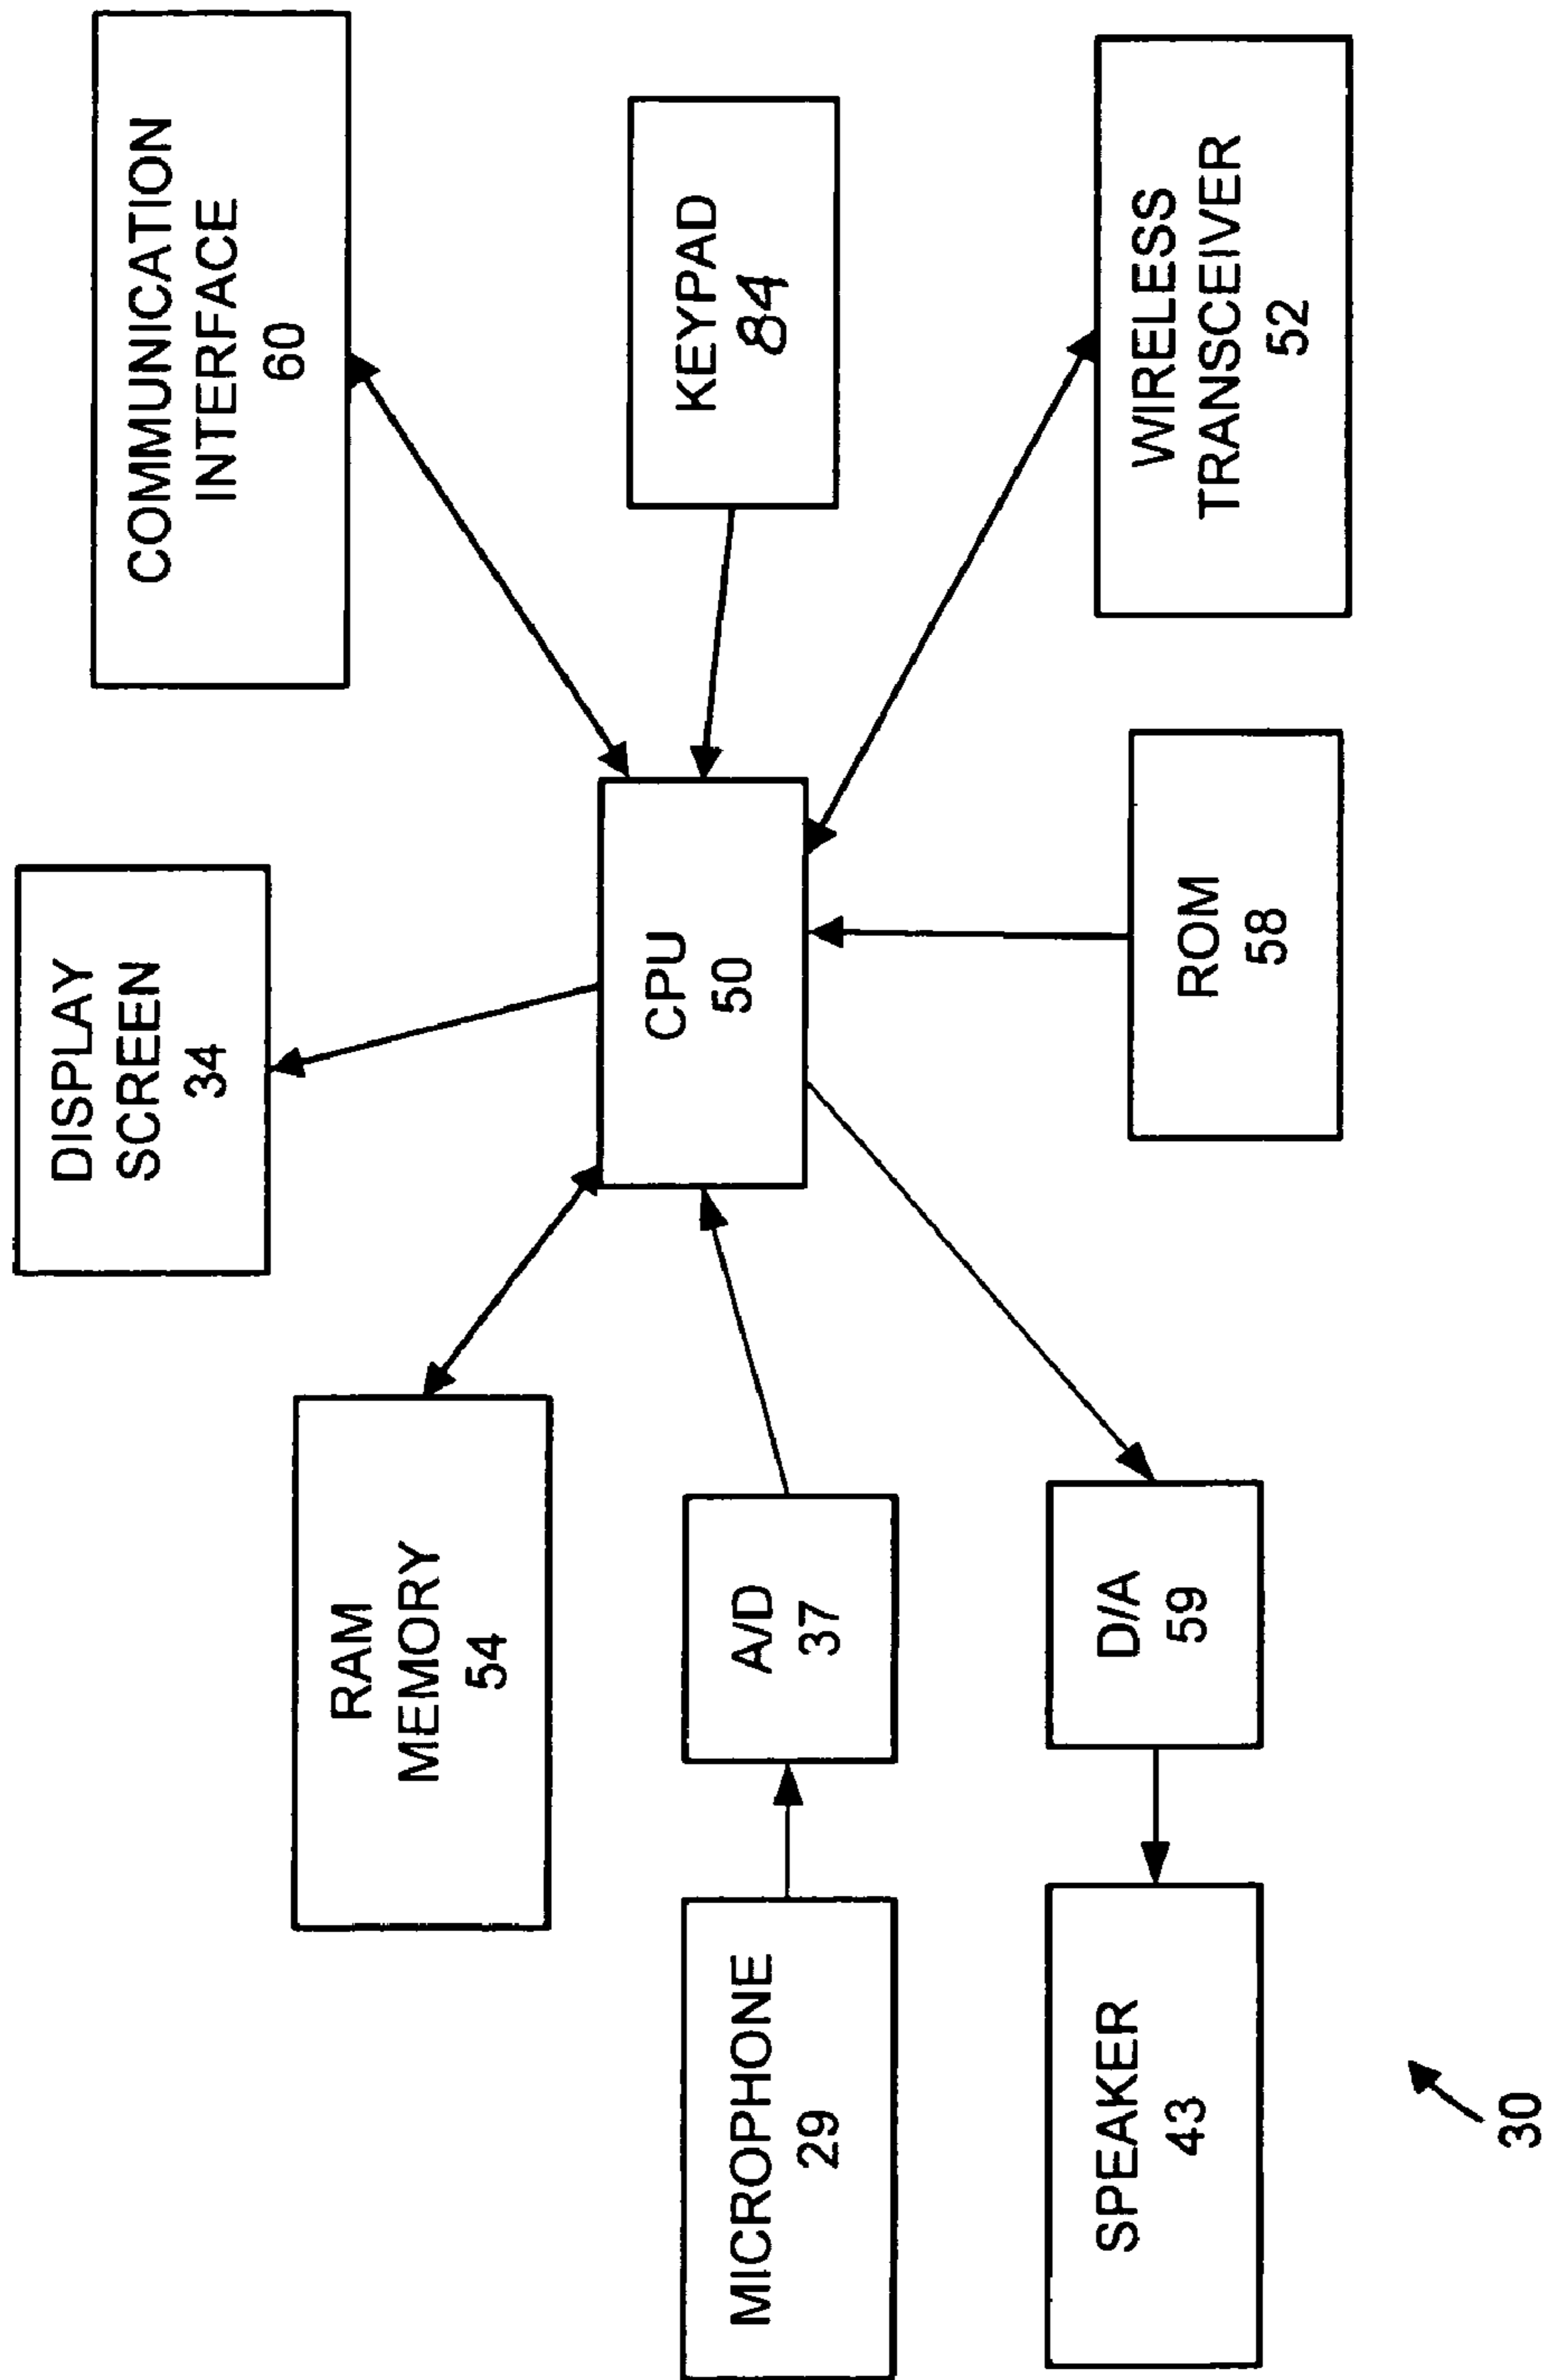 DISPLAY
SCREEN
34
COMMUNICATION
INTERFACE
60
RAM
MEMORY
54
MICROPHONE
29
A/D
37
CPU
50
KEYPAD
84
SPEAKER
43
D/A
59
ROM
58
WIRELESS
TRANSCEIVER
52
30